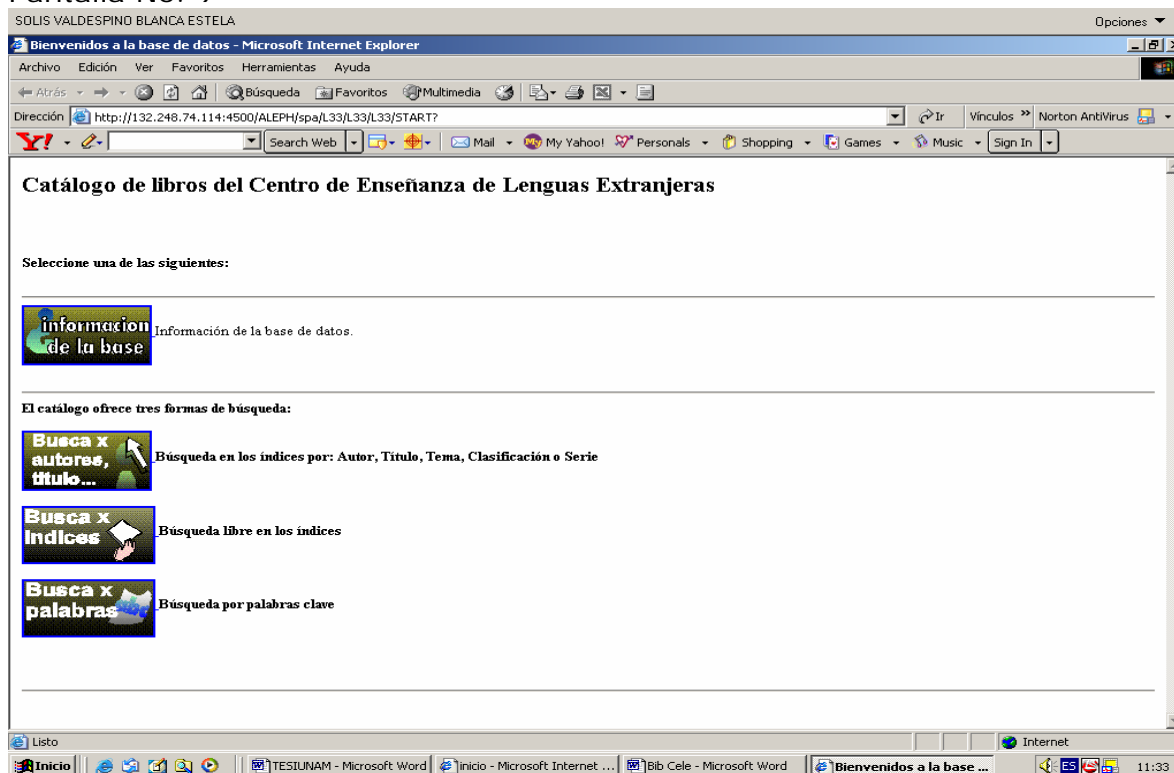 SOLIS VALDESPINO BLANCA ESTELA Opciones
Bienvenidos a la base de datos - Microsoft Internet Explorer
Archivo Edición Ver Favoritos Herramientas Ayuda
Atrás Búsqueda Favoritos Multimedia
Dirección http://132.248.74.114:4500/ALEPH/spa/L33/L33/L33/START? Ir Vínculos » Norton AntiVirus
Y! Search Web Mail My Yahoo! Personals Shopping Games Music Sign In
Catálogo de libros del Centro de Enseñanza de Lenguas Extranjeras
Seleccione una de las siguientes:
informacion
de la base
Información de la base de datos.
El catálogo ofrece tres formas de búsqueda:
Busca x
autores,
titulo...
Búsqueda en los índices por: Autor, Título, Tema, Clasificación o Serie
Busca x
indices
Búsqueda libre en los índices
Busca x
palabras
Búsqueda por palabras clave
Listo Internet
Inicio TESIUNAM - Microsoft Word inicio - Microsoft Internet ... Bib Cele - Microsoft Word Bienvenidos a la base ... ES 11:33